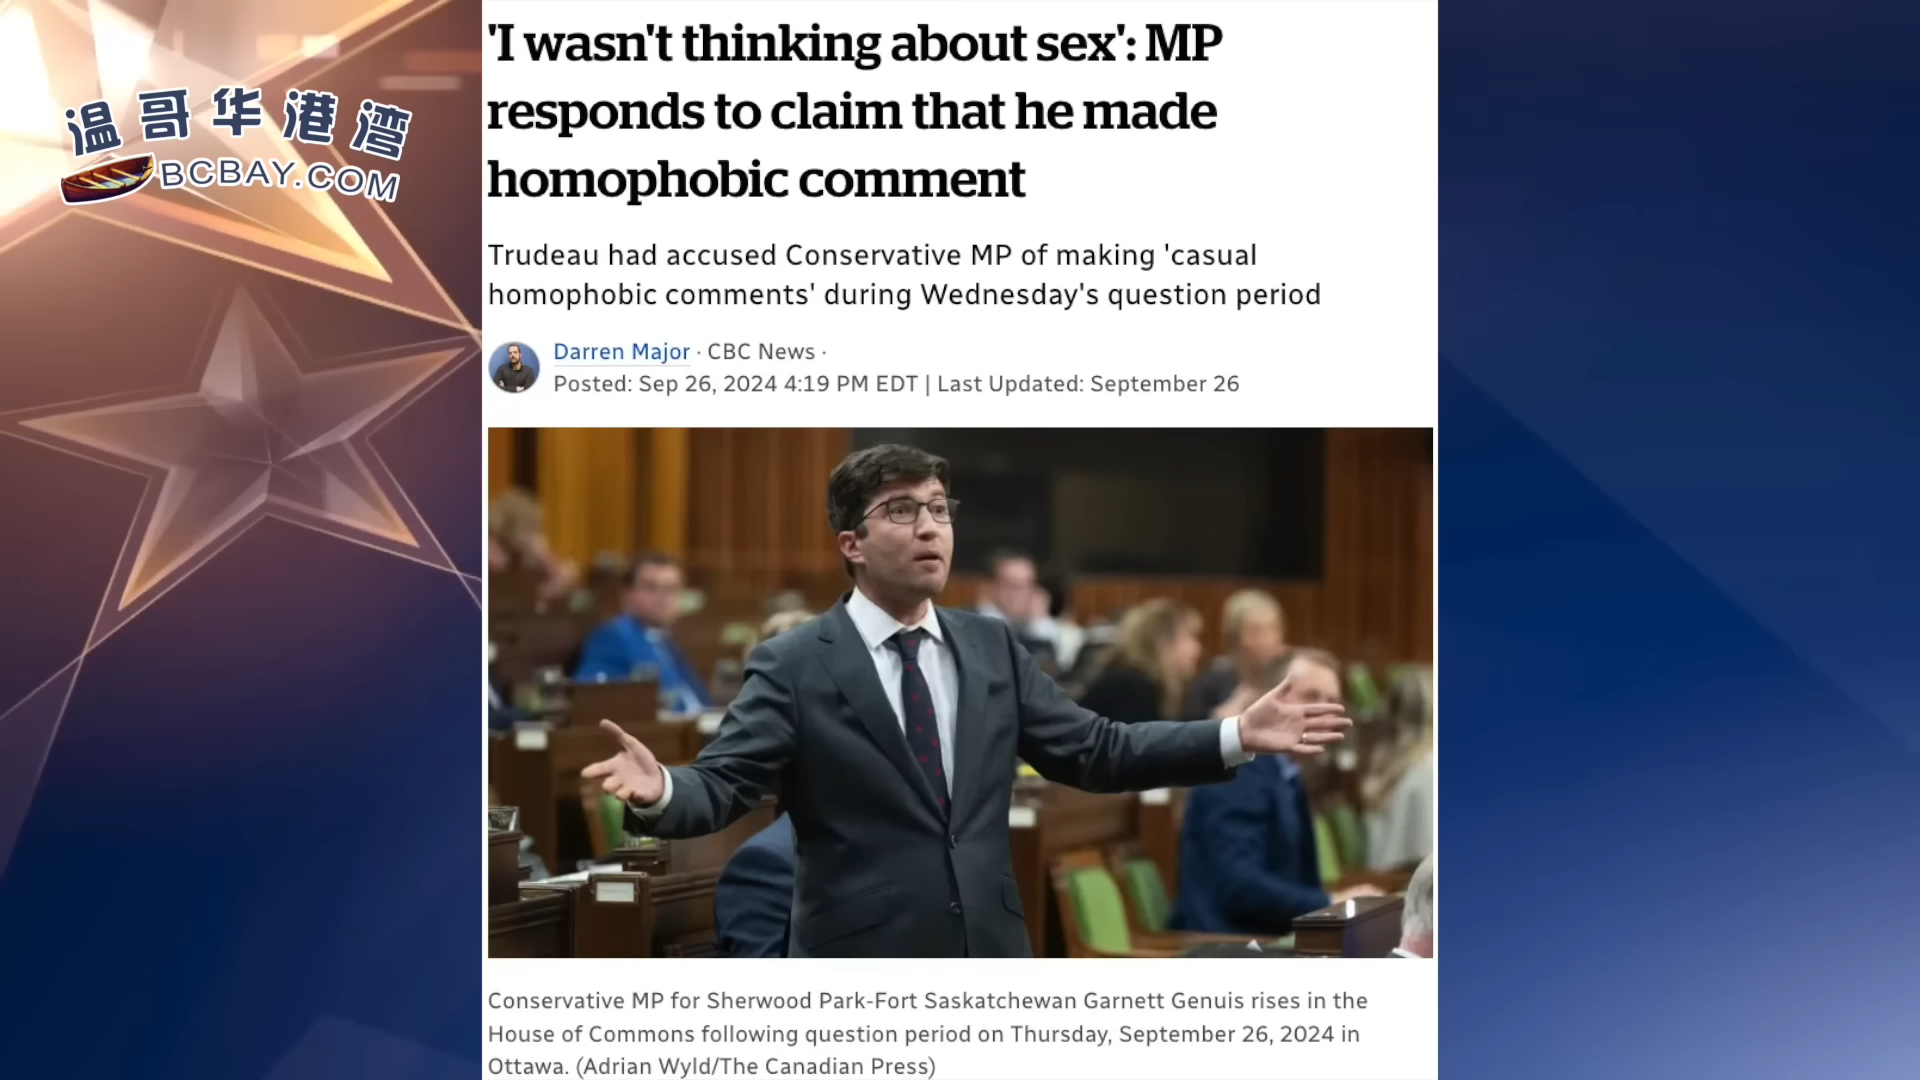 温哥华港湾
BCBAY.COM
'I wasn't thinking about sex': MP
responds to claim that he made
homophobic comment
Trudeau had accused Conservative MP of making 'casual
homophobic comments' during Wednesday's question period
Darren Major · CBC News ·
Posted: Sep 26, 2024 4:19 PM EDT | Last Updated: September 26
Conservative MP for Sherwood Park-Fort Saskatchewan Garnett Genuis rises in the
House of Commons following question period on Thursday, September 26, 2024 in
Ottawa. (Adrian Wyld/The Canadian Press)